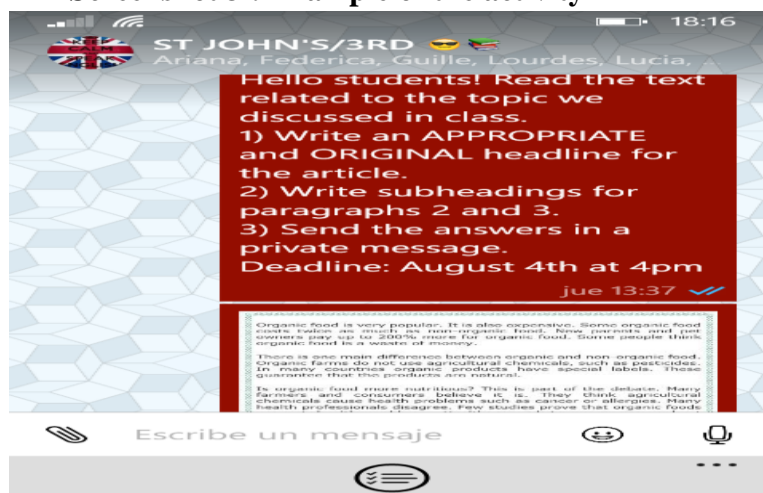 18:16
KEEP
CALM
ST JOHN'S/3RD
Ariana, Federica, Guille, Lourdes, Lucia,
Hello students! Read the text
related to the topic we
discussed in class.
1) Write an APPROPRIATE
and ORIGINAL headline for
the article.
2) Write subheadings for
paragraphs 2 and 3.
3) Send the answers in a
private message.
Deadline: August 4th at 4pm
jue 13:37
Organic food is very popular. It is also expensive. Some organic food
costs twice as much as non-organic food. New parents and pet
owners pay up to 200% more for organic food. Some people think
organic food is a waste of money.
There is one main difference between organic and non-organic food.
Organic farms do not use agricultural chemicals, such as pesticides.
In many countries organic products have special labels. These
guarantee that the products are natural.
Is organic food more nutritious? This is part of the debate. Many
farmers and consumers believe it is. They think agricultural
chemicals cause health problems such as cancer or allergies. Many
health professionals disagree. Few studies prove that organic foods
Escribe un mensaje